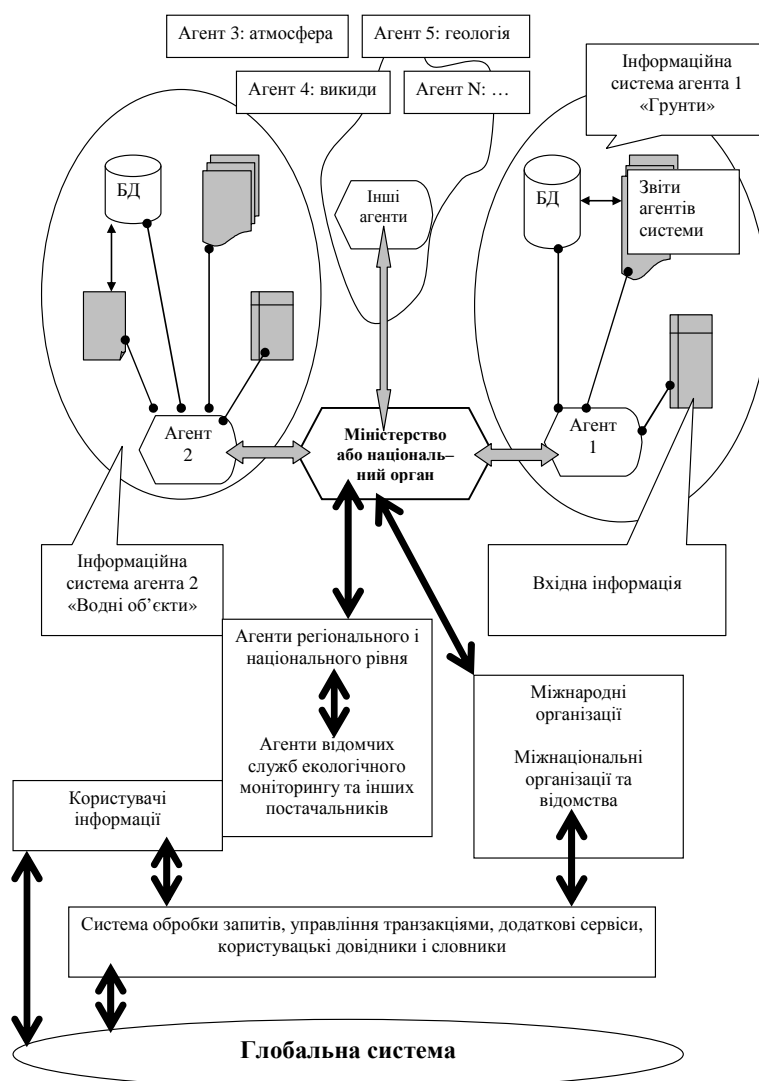 Агент 3: атмосфера
Агент 5: геологія
Агент 4: викиди
Агент N: …
Інформаційна
система агента 1
«Грунти»
БД
Інші
агенти
БД
Звіти
агентів
системи
Агент
2
Міністерство
або національ–
ний орган
Агент
1
Інформаційна
система агента 2
«Водні об’єкти»
Вхідна інформація
Агенти регіонального і
національного рівня
Агенти відомчих
служб екологічного
моніторингу та інших
постачальників
Міжнародні
організації
Міжнаціональні
організації та
відомства
Користувачі
інформації
Система обробки запитів, управління транзакціями, додаткові сервіси,
користувацькі довідники і словники
Глобальна система